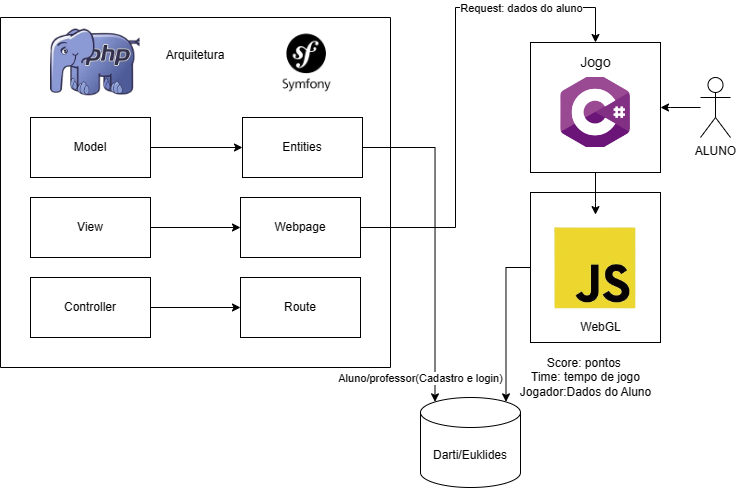 Request: dados do aluno
php
Arquitetura
sf
Symfony
Jogo
C#
ALUNO
Model
Entities
View
Webpage
Controller
Route
JS
WebGL
Score: pontos
Time: tempo de jogo
Jogador:Dados do Aluno
Aluno/professor(Cadastro e login)
Darti/Euklides